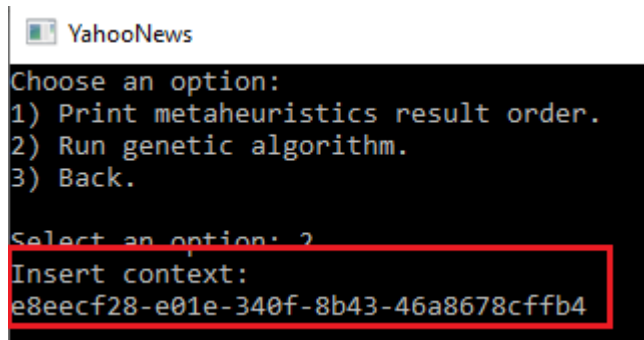 YahooNews
Choose an option:
1) Print metaheuristics result order.
2) Run genetic algorithm.
3) Back.
Select an option: 2
Insert context:
e8eecf28-e01e-340f-8b43-46a8678cffb4